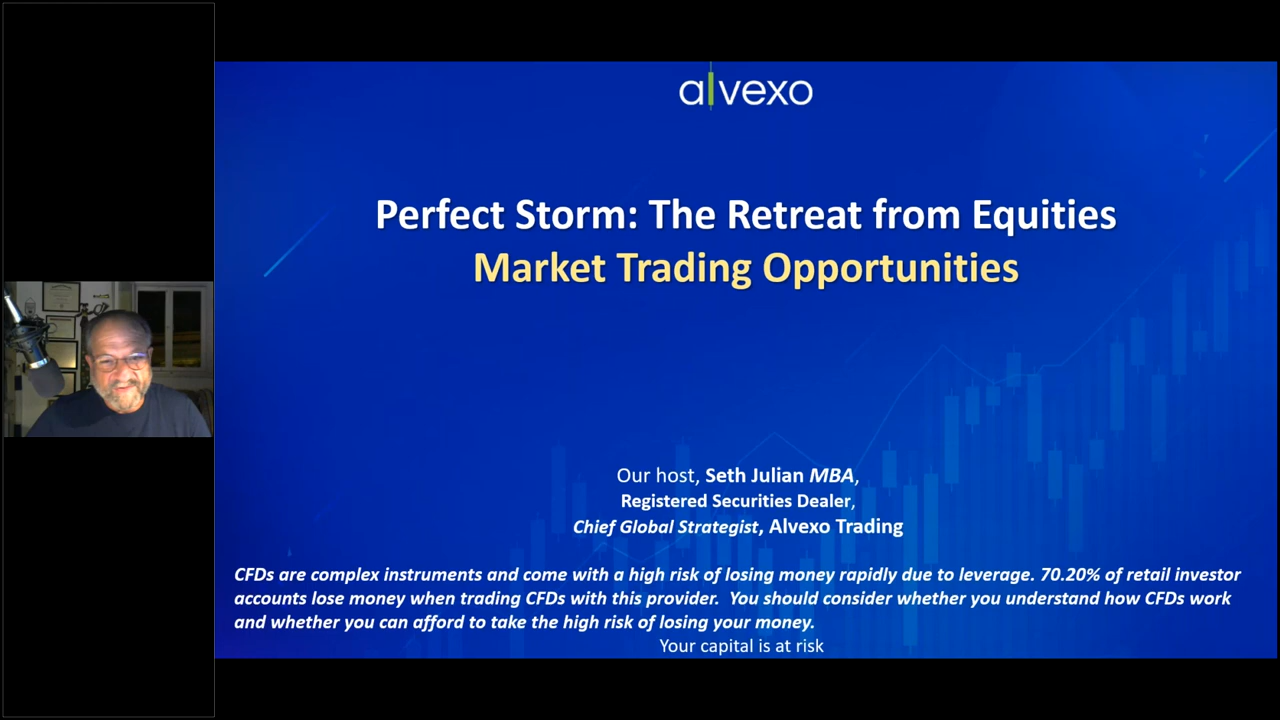 alvexo
Perfect Storm: The Retreat from Equities
Market Trading Opportunities
Our host, Seth Julian MBA,
Registered Securities Dealer,
Chief Global Strategist, Alvexo Trading
CFDs are complex instruments and come with a high risk of losing money rapidly due to leverage. 70.20% of retail investor
accounts lose money when trading CFDs with this provider.  You should consider whether you understand how CFDs work
and whether you can afford to take the high risk of losing your money.
Your capital is at risk